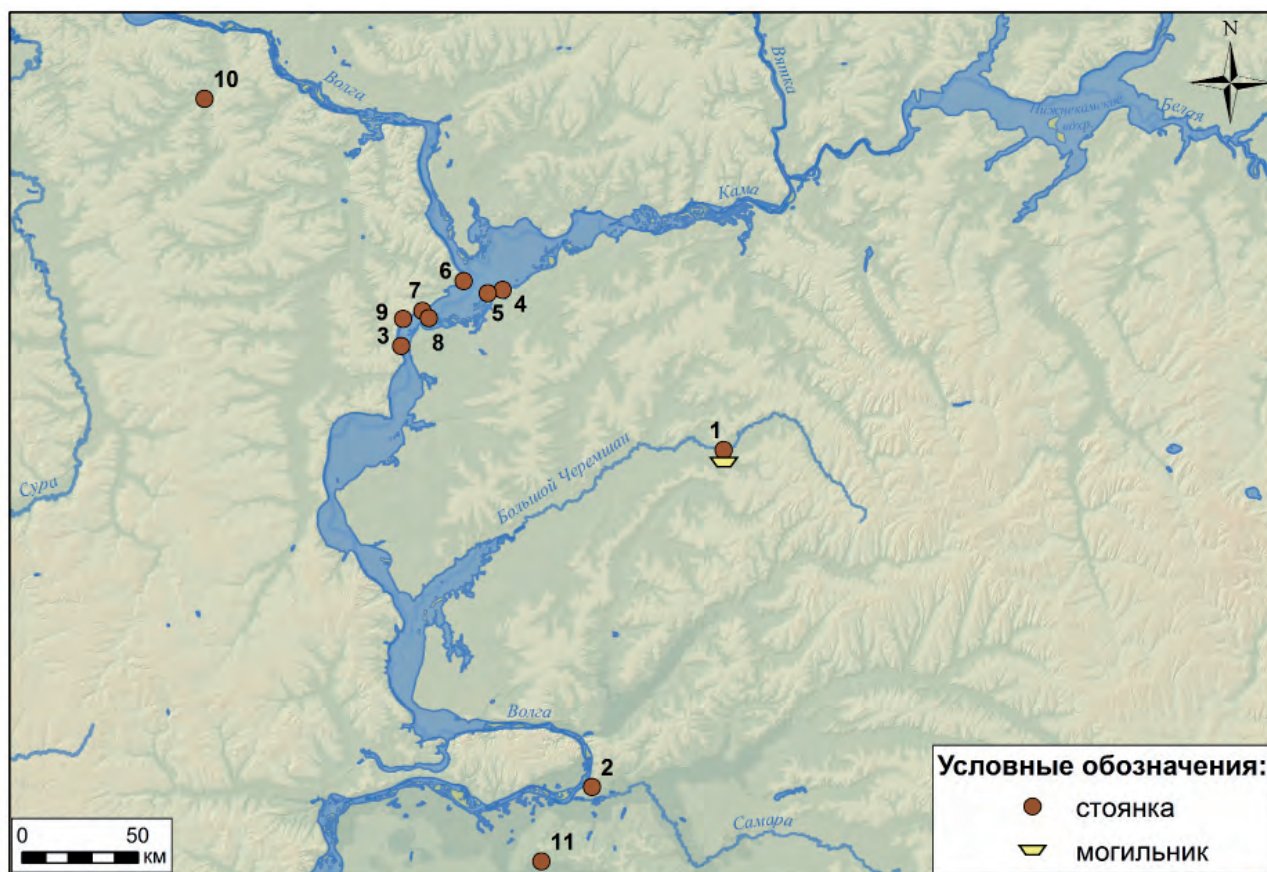 N
10
Волга
Вятка
Нижнекамское
вдхр.
Белая
Кама
6
7
5
4
9
3
8
1
Большой Черемшан
Сура
Волга
2
Самара
11
0
50
км
Условные обозначения:
стоянка
могильник